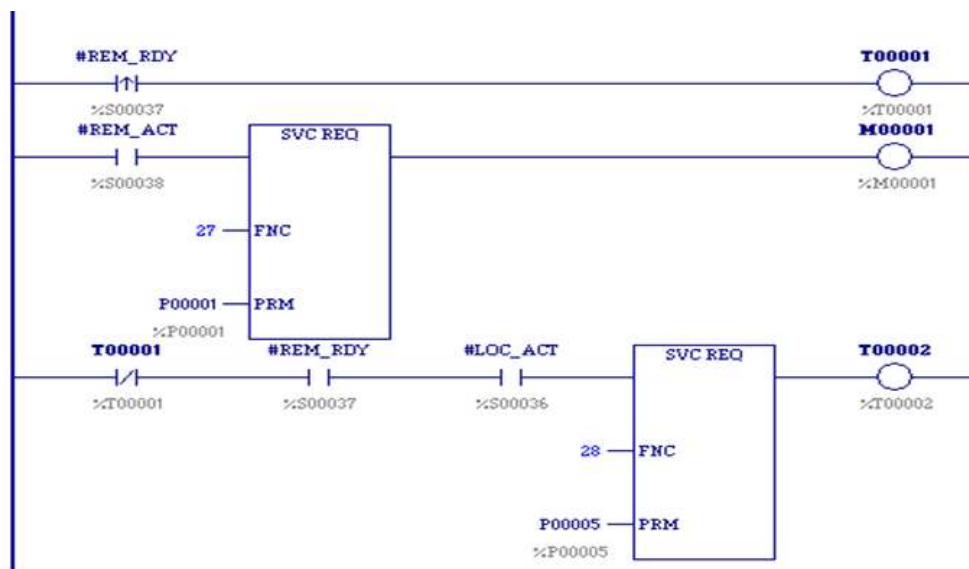 #REM_RDY T00001
%S00037 %T00001
#REM_ACT SVC REQ M00001
%S00038 %M00001
27 FNC
P00001 PRM
%P00001
T00001 #REM_RDY #LOC_ACT SVC REQ T00002
%T00001 %S00037 %S00036 %T00002
28 FNC
P00005 PRM
%P00005